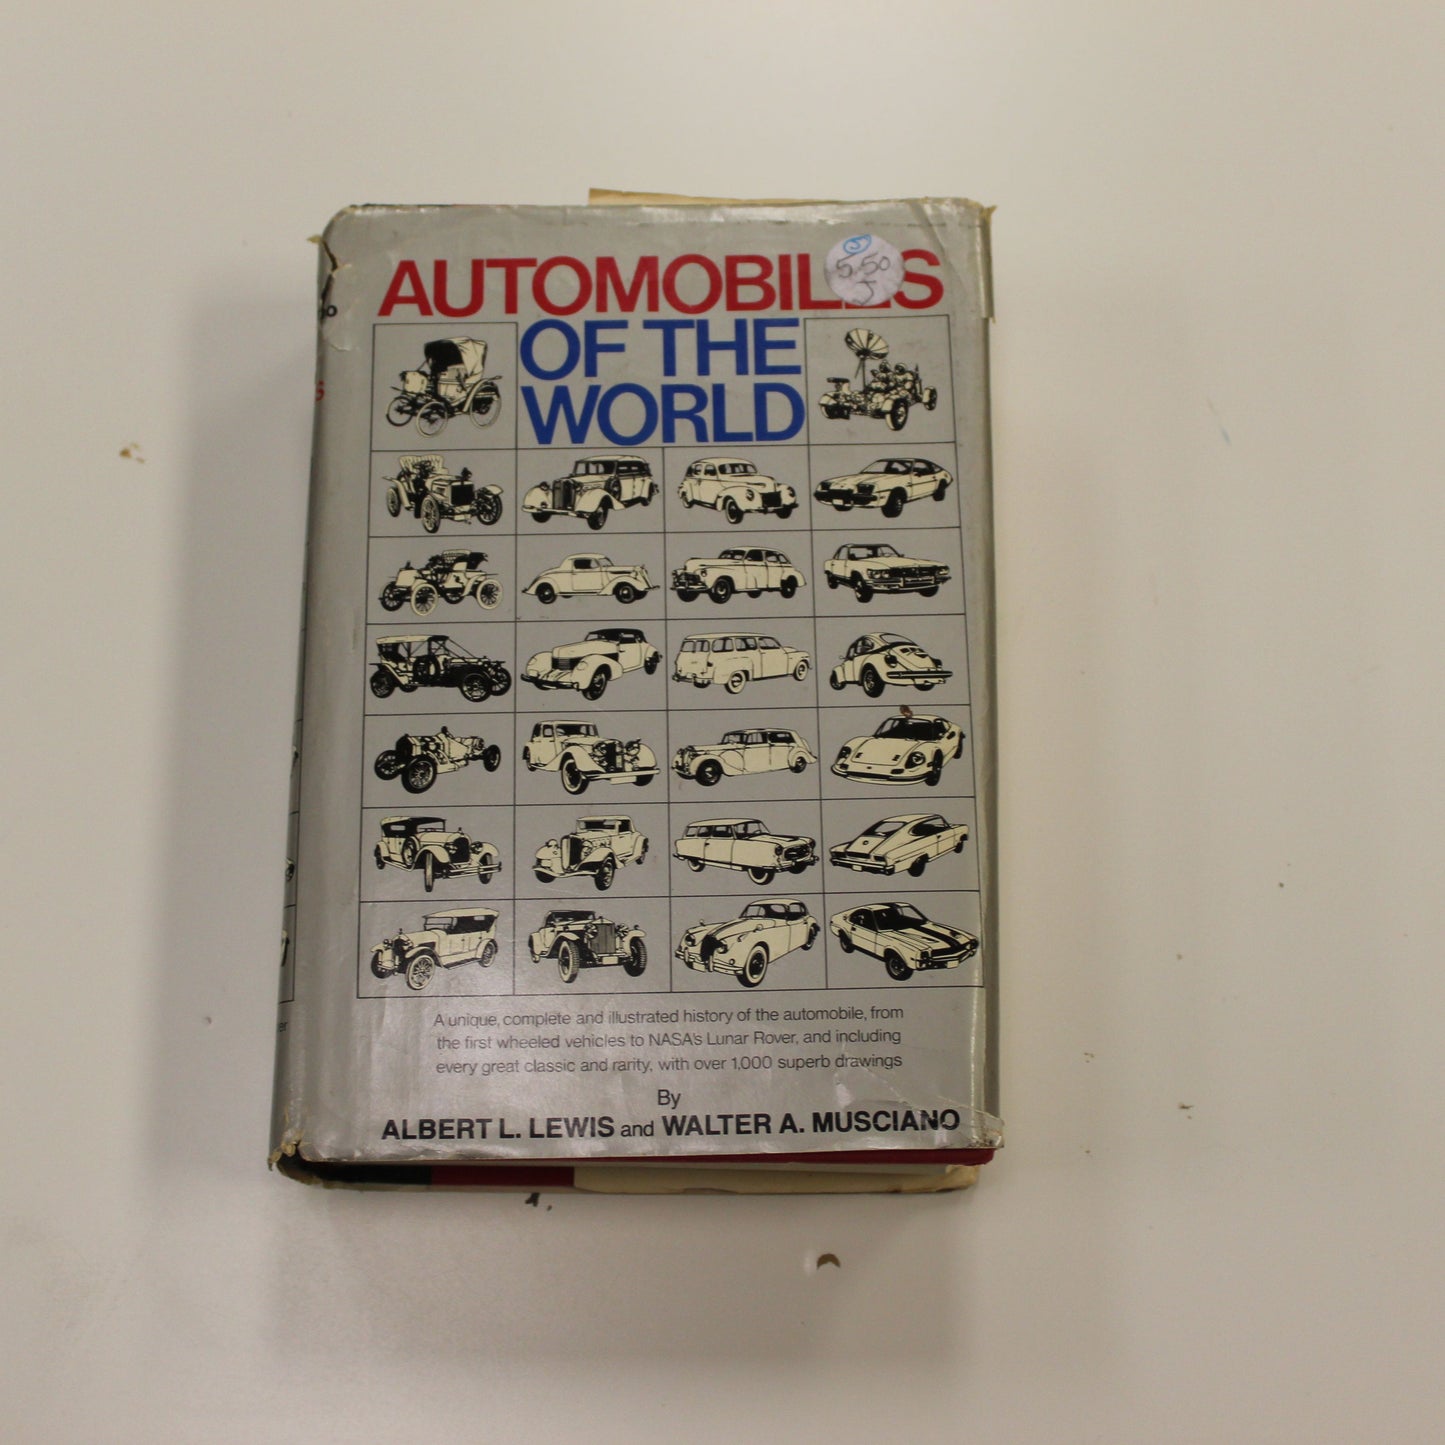 AUTOMOBILES
5.50
J
OF THE
WORLD
A unique, complete and illustrated history of the automobile, from
the first wheeled vehicles to NASA's Lunar Rover, and including
every great classic and rarity, with over 1,000 superb drawings
By
ALBERT L. LEWIS and WALTER A. MUSCIANO